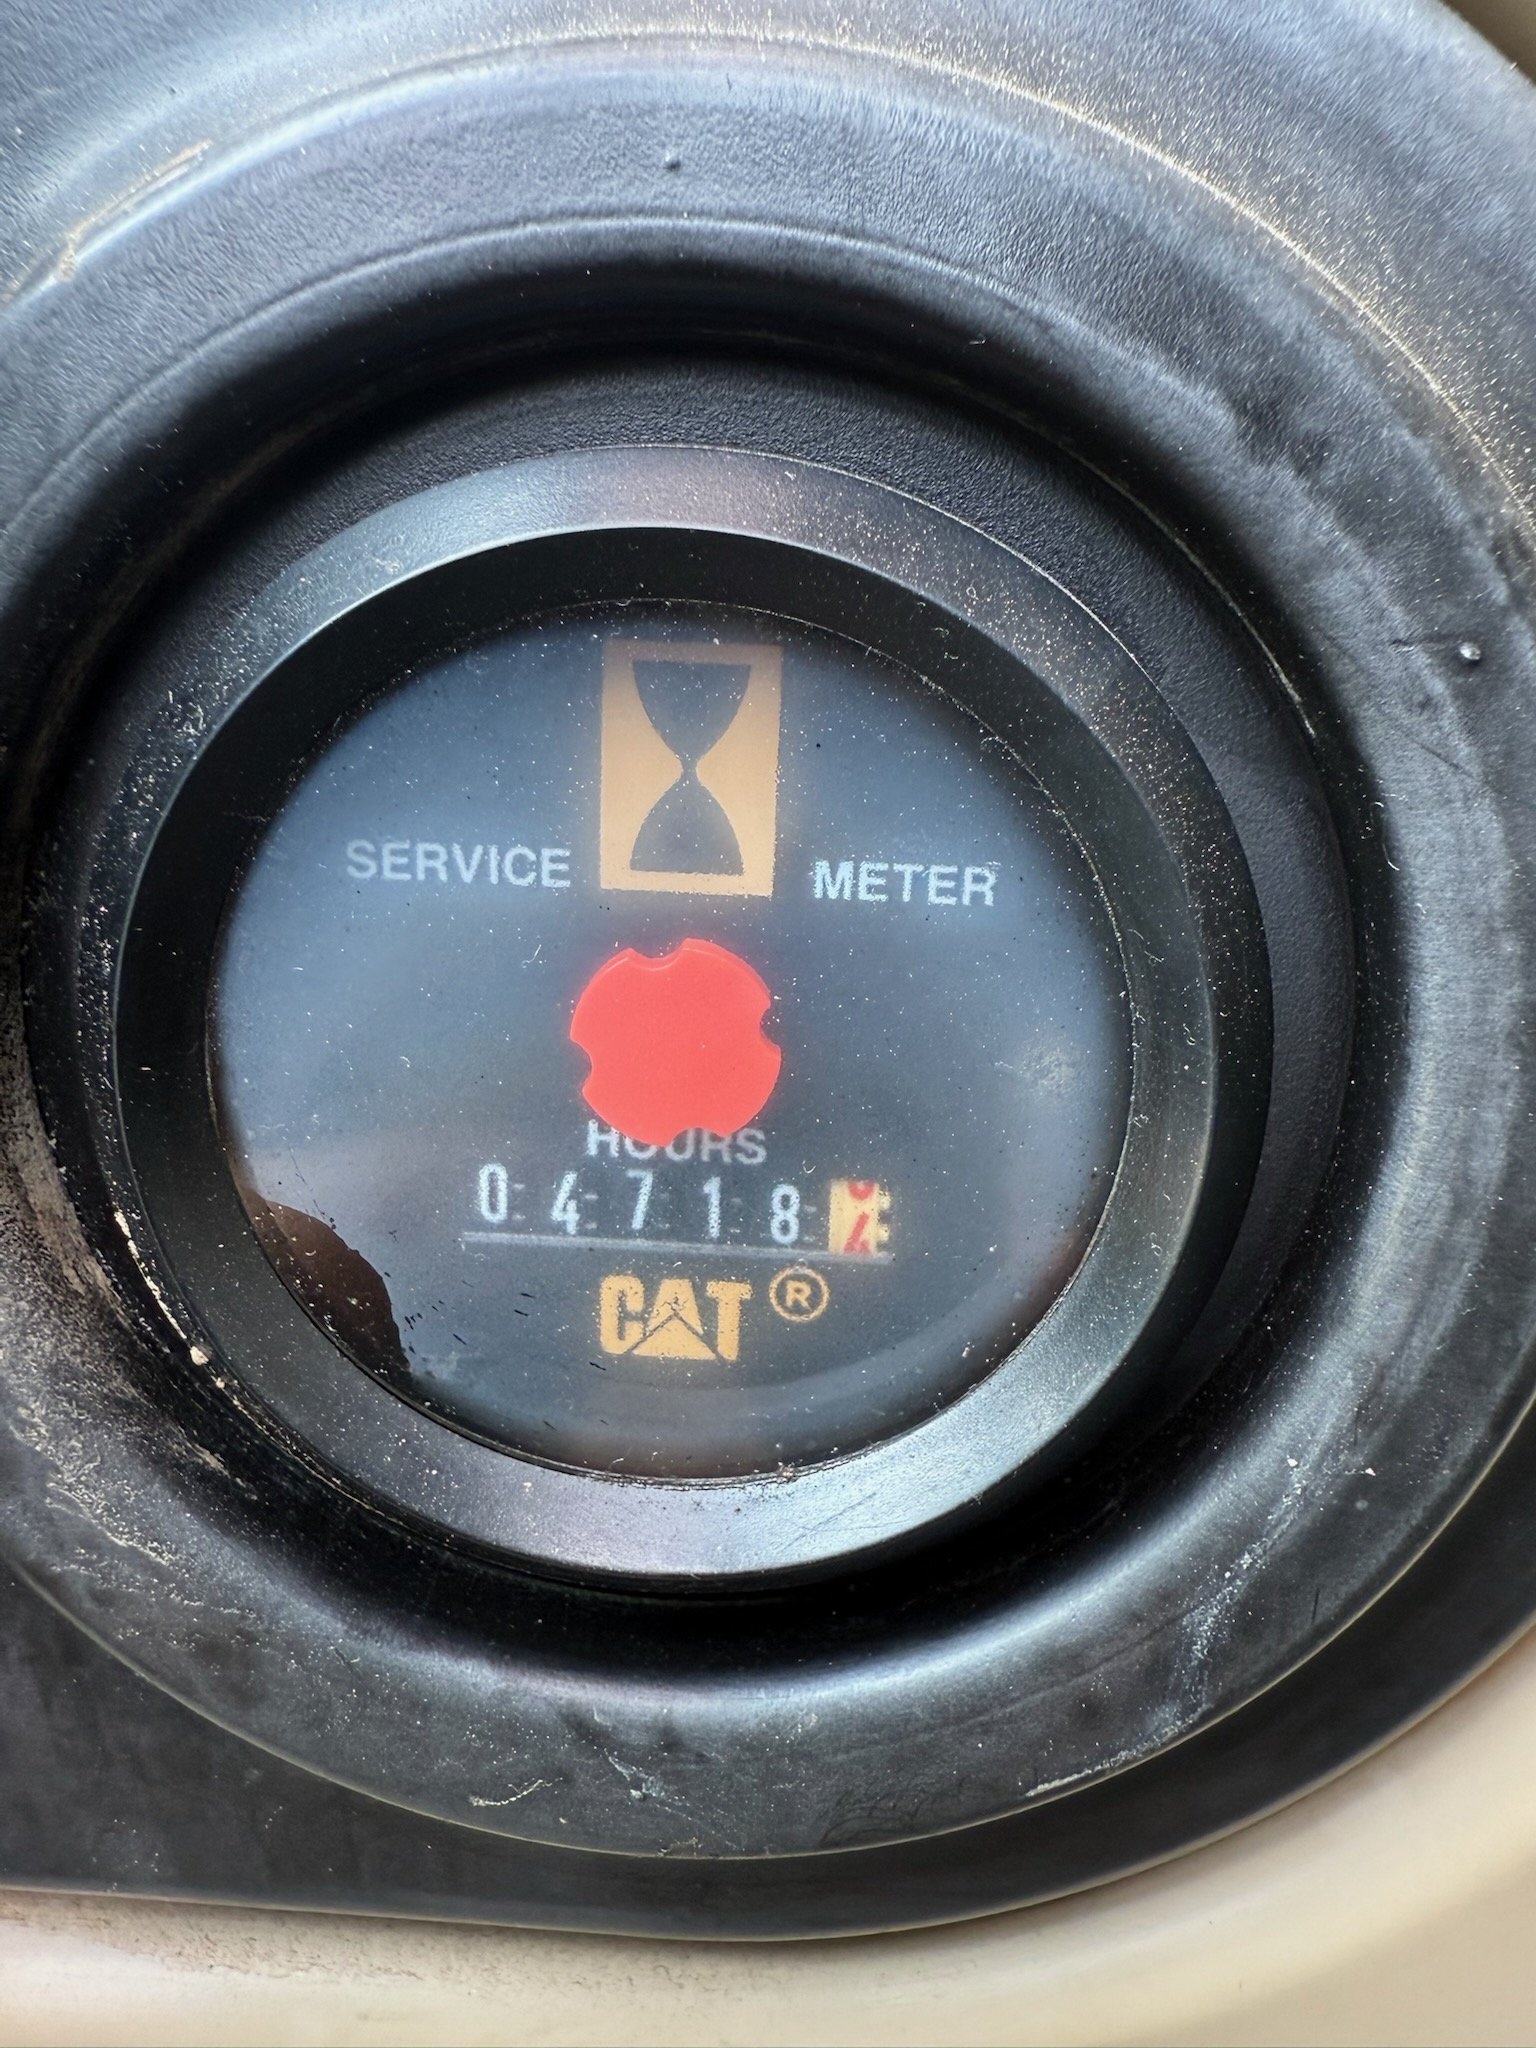 SERVICE METER
HOURS
04718
CAT ®